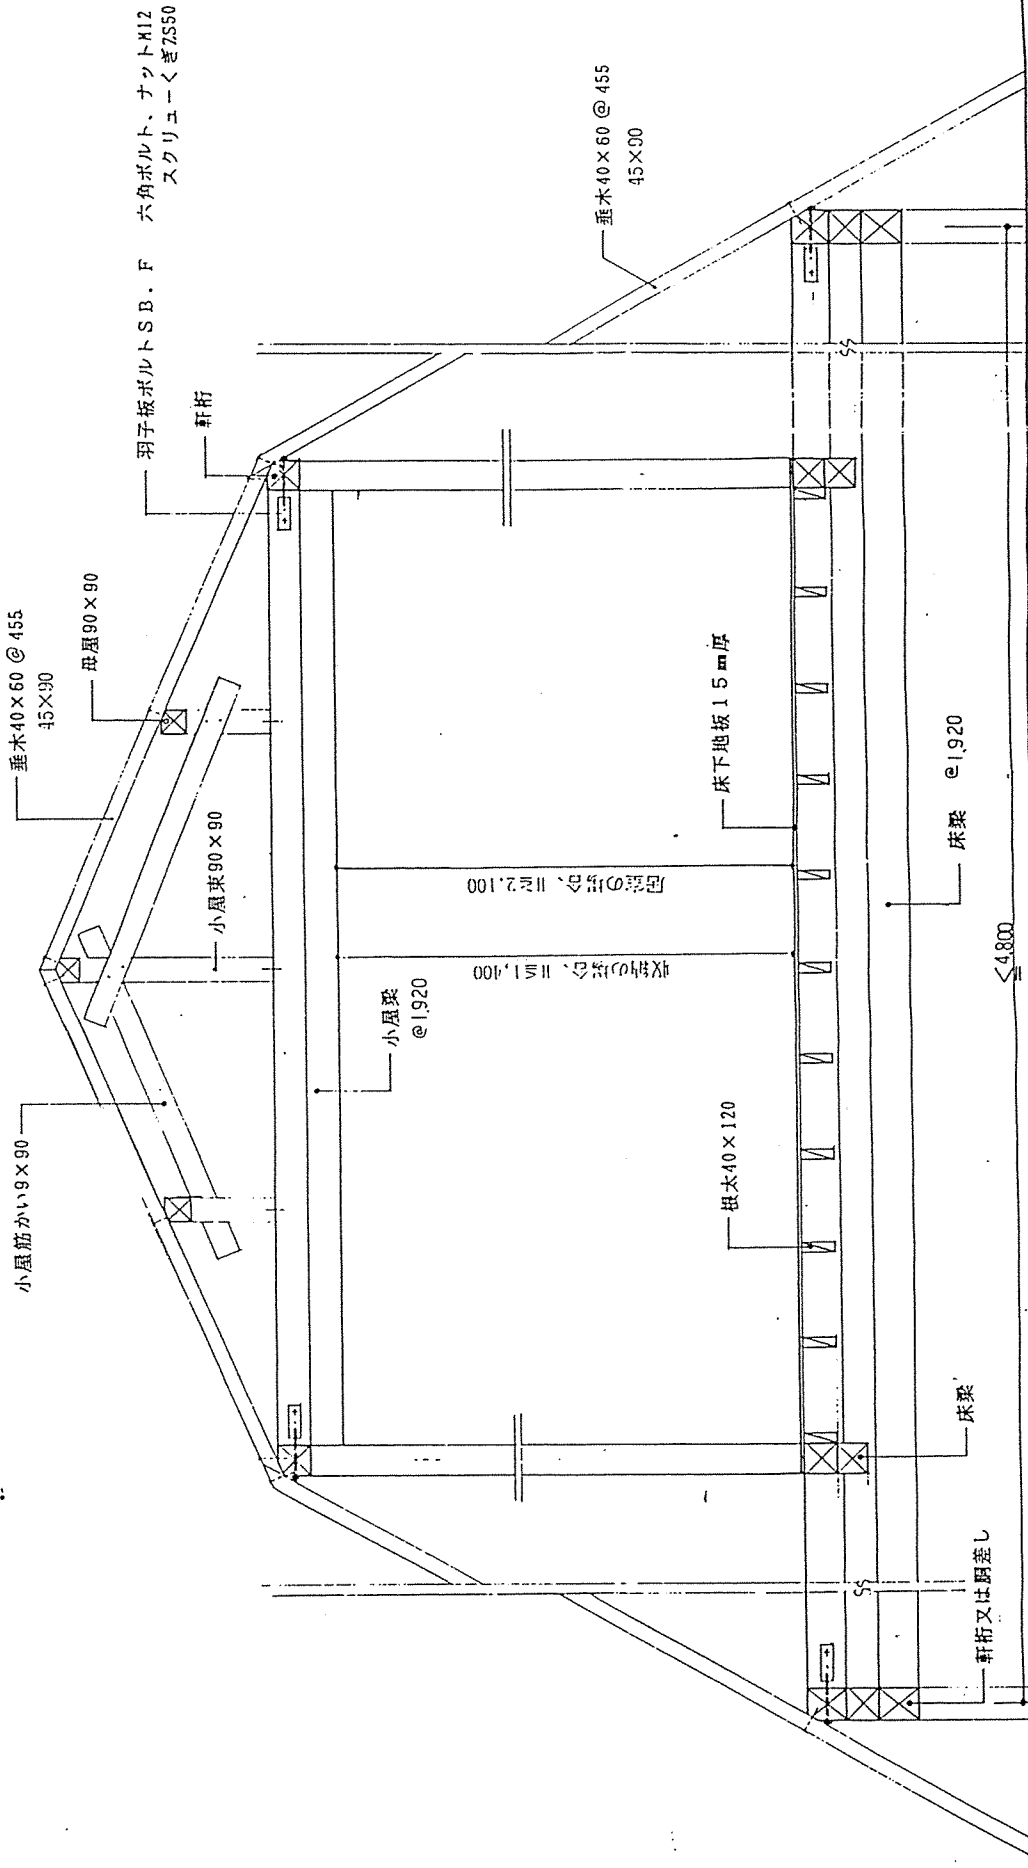 小屋筋かい9×90
垂木40×60@455
45×90
母屋90×90
羽子板ボルトSB.F 六角ボルト、ナットM12
スクリューくぎZS50
軒桁
小屋束90×90
垂木40×60@455
45×90
小屋梁
@1,920
収納の場合、H≦1,400
居室の場合、H≧2,100
根太40×120
床下地板15mm厚
床梁
軒桁又は胴差し
床梁 @1,920
≦4,800